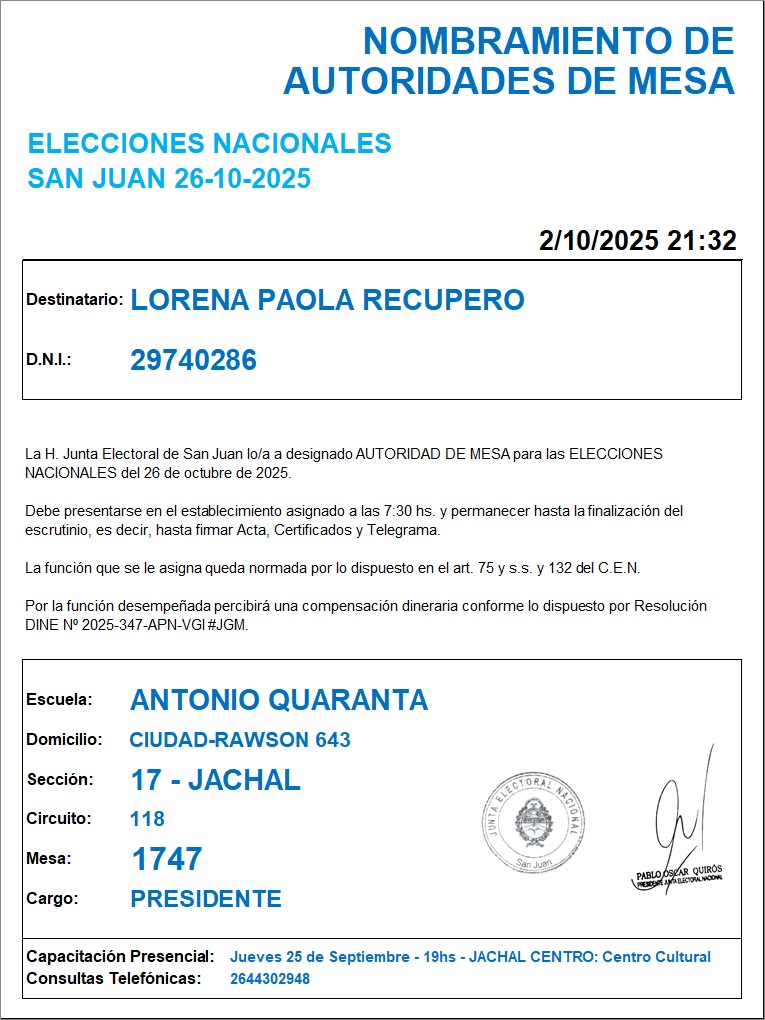 NOMBRAMIENTO DE
AUTORIDADES DE MESA
ELECCIONES NACIONALES
SAN JUAN 26-10-2025
2/10/2025 21:32
Destinatario: LORENA PAOLA RECUPERO
D.N.I.: 29740286
La H. Junta Electoral de San Juan lo/a a designado AUTORIDAD DE MESA para las ELECCIONES
NACIONALES del 26 de octubre de 2025.
Debe presentarse en el establecimiento asignado a las 7:30 hs. y permanecer hasta la finalización del
escrutinio, es decir, hasta firmar Acta, Certificados y Telegrama.
La función que se le asigna queda normada por lo dispuesto en el art. 75 y s.s. y 132 del C.E.N.
Por la función desempeñada percibirá una compensación dineraria conforme lo dispuesto por Resolución
DINE Nº 2025-347-APN-VGI#JGM.
Escuela: ANTONIO QUARANTA
Domicilio: CIUDAD-RAWSON 643
Sección: 17 - JACHAL
Circuito: 118
Mesa: 1747
Cargo: PRESIDENTE
JUNTA ELECTORAL NACIONAL
San Juan
PABLO OSCAR QUIRÓS
PRESIDENTE JUNTA ELECTORAL NACIONAL
Capacitación Presencial: Jueves 25 de Septiembre - 19hs - JACHAL CENTRO: Centro Cultural
Consultas Telefónicas: 2644302948